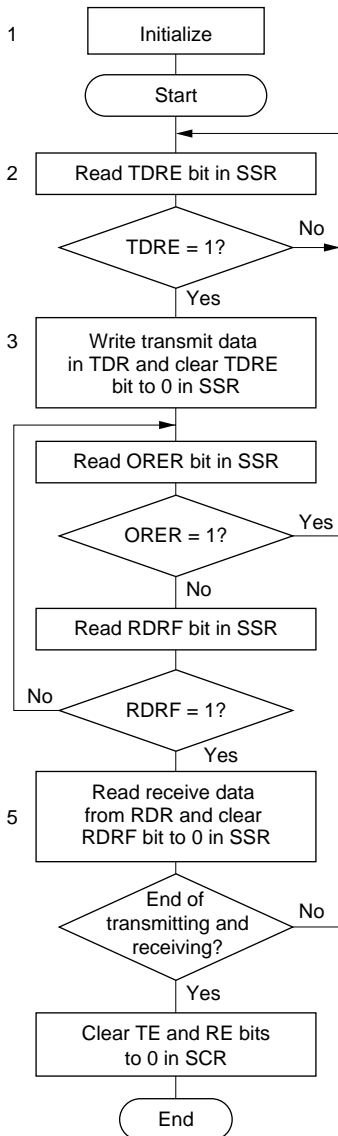 1
Initialize
Start
2
Read TDRE bit in SSR
TDRE = 1?
No
Yes
3
Write transmit data
in TDR and clear TDRE
bit to 0 in SSR
Read ORER bit in SSR
ORER = 1?
Yes
No
Read RDRF bit in SSR
No
RDRF = 1?
Yes
5
Read receive data
from RDR and clear
RDRF bit to 0 in SSR
End of
transmitting and
receiving?
No
Yes
Clear TE and RE bits
to 0 in SCR
End